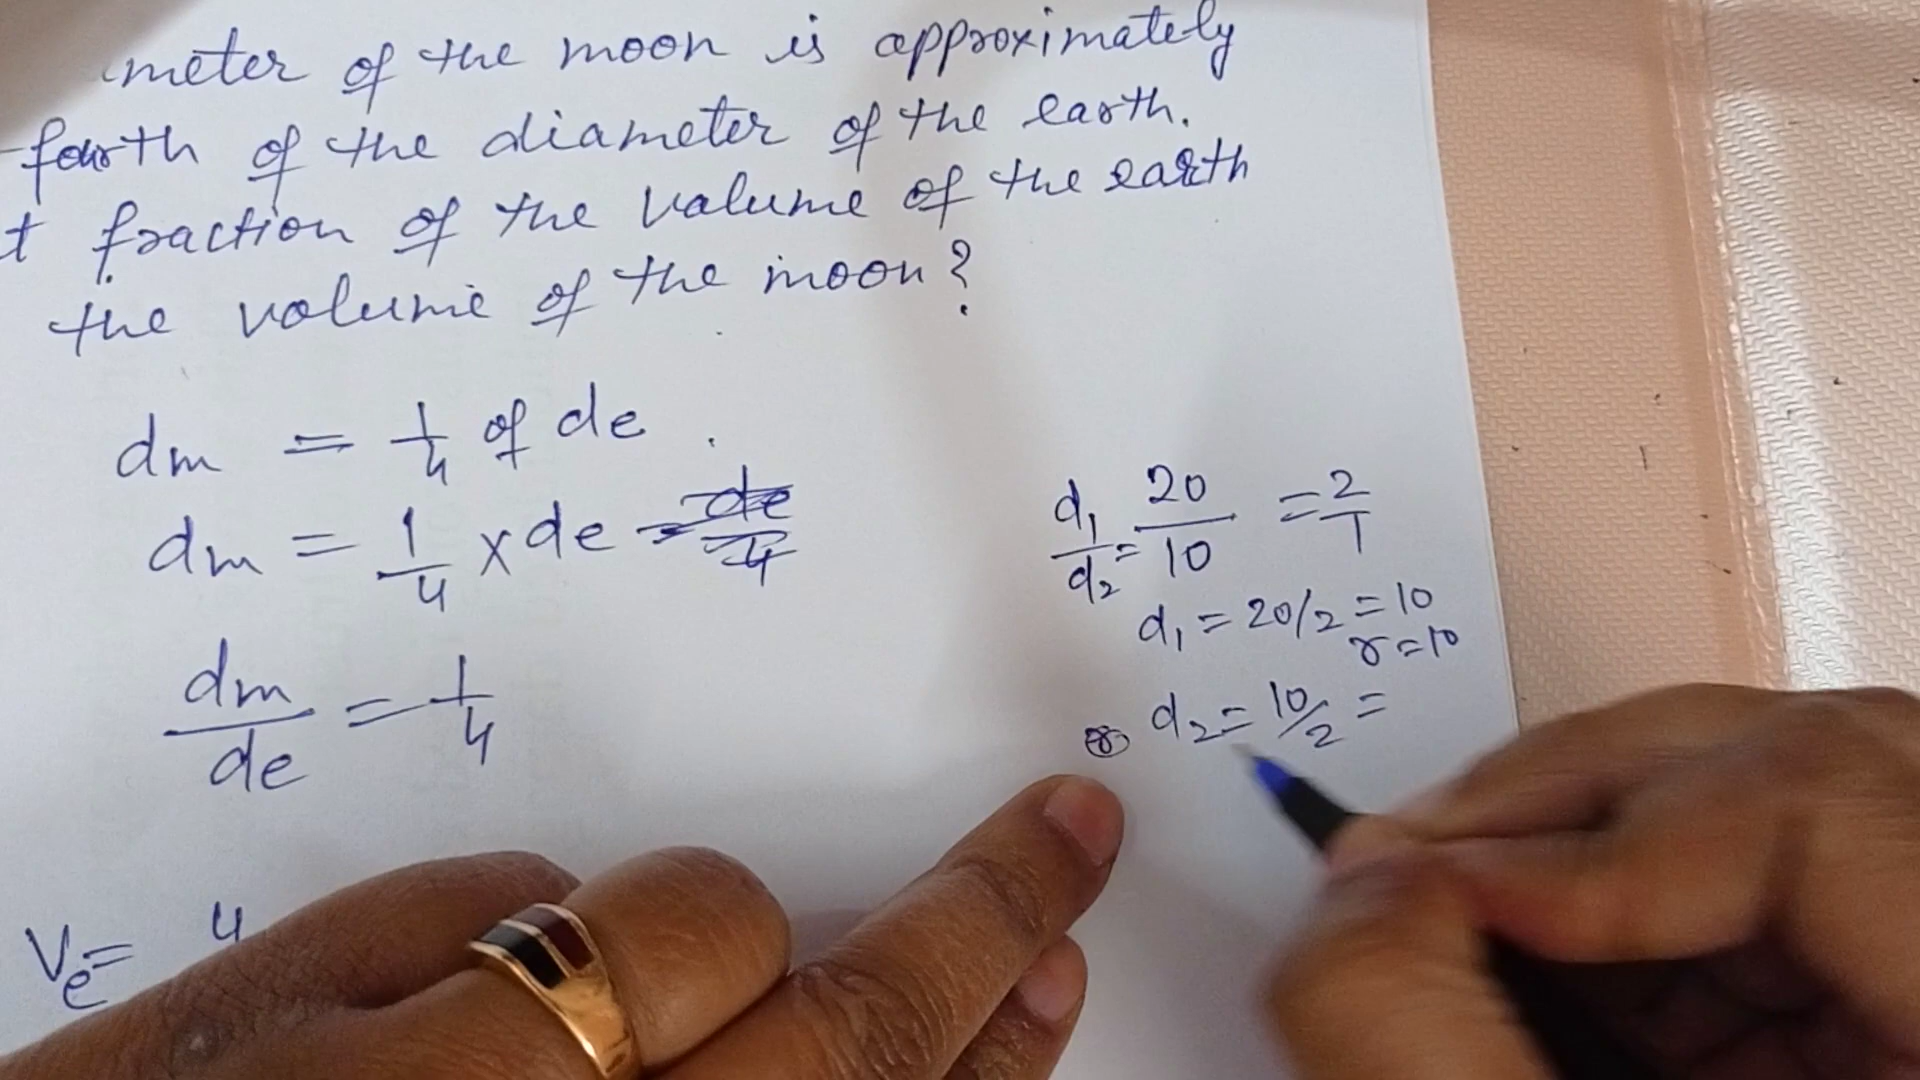 meter of the moon is approximately
fourth of the diameter of the earth.
t fraction of the valume of the earth
the volume of the moon?
dm = 1/4 of de
dm = 1/4 x de = de/4
dm/de = 1/4
d1/d2 = 20/10 = 2/1
d1 = 20/2 = 10
r = 10
d2 = 10/2 =
Ve = 4